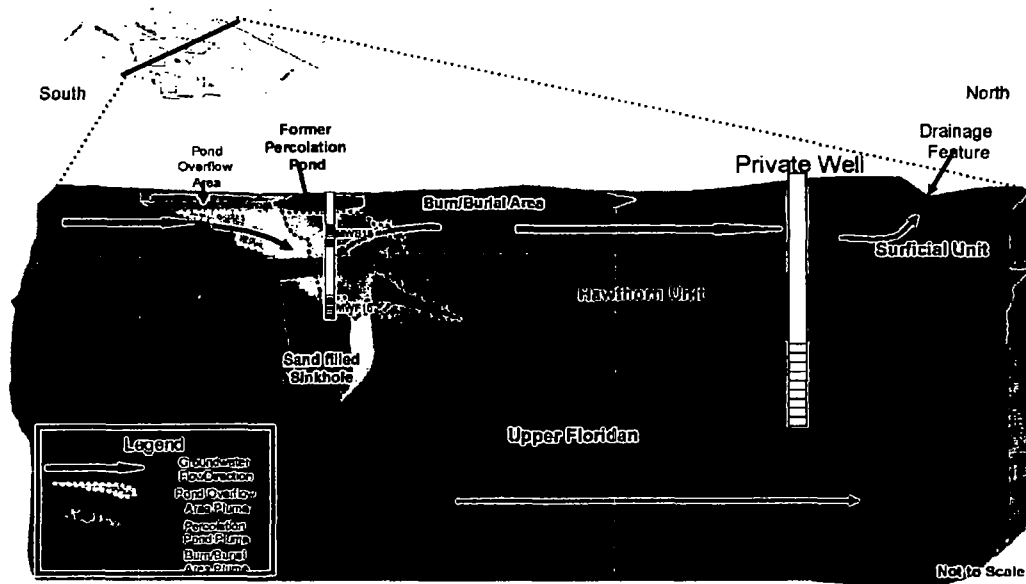 South
North
Drainage
Feature
Former
Percolation
Pond
Pond
Overflow
Area
Private Well
Burn/Burial Area
Surficial Unit
Hawthorn Unit
Sand filled
Sinkhole
Upper Floridan
Legend
Groundwater
Flow Direction
Pond Overflow
Area Plume
Percolation
Pond Plume
Burn/Burial
Area Plume
Not to Scale